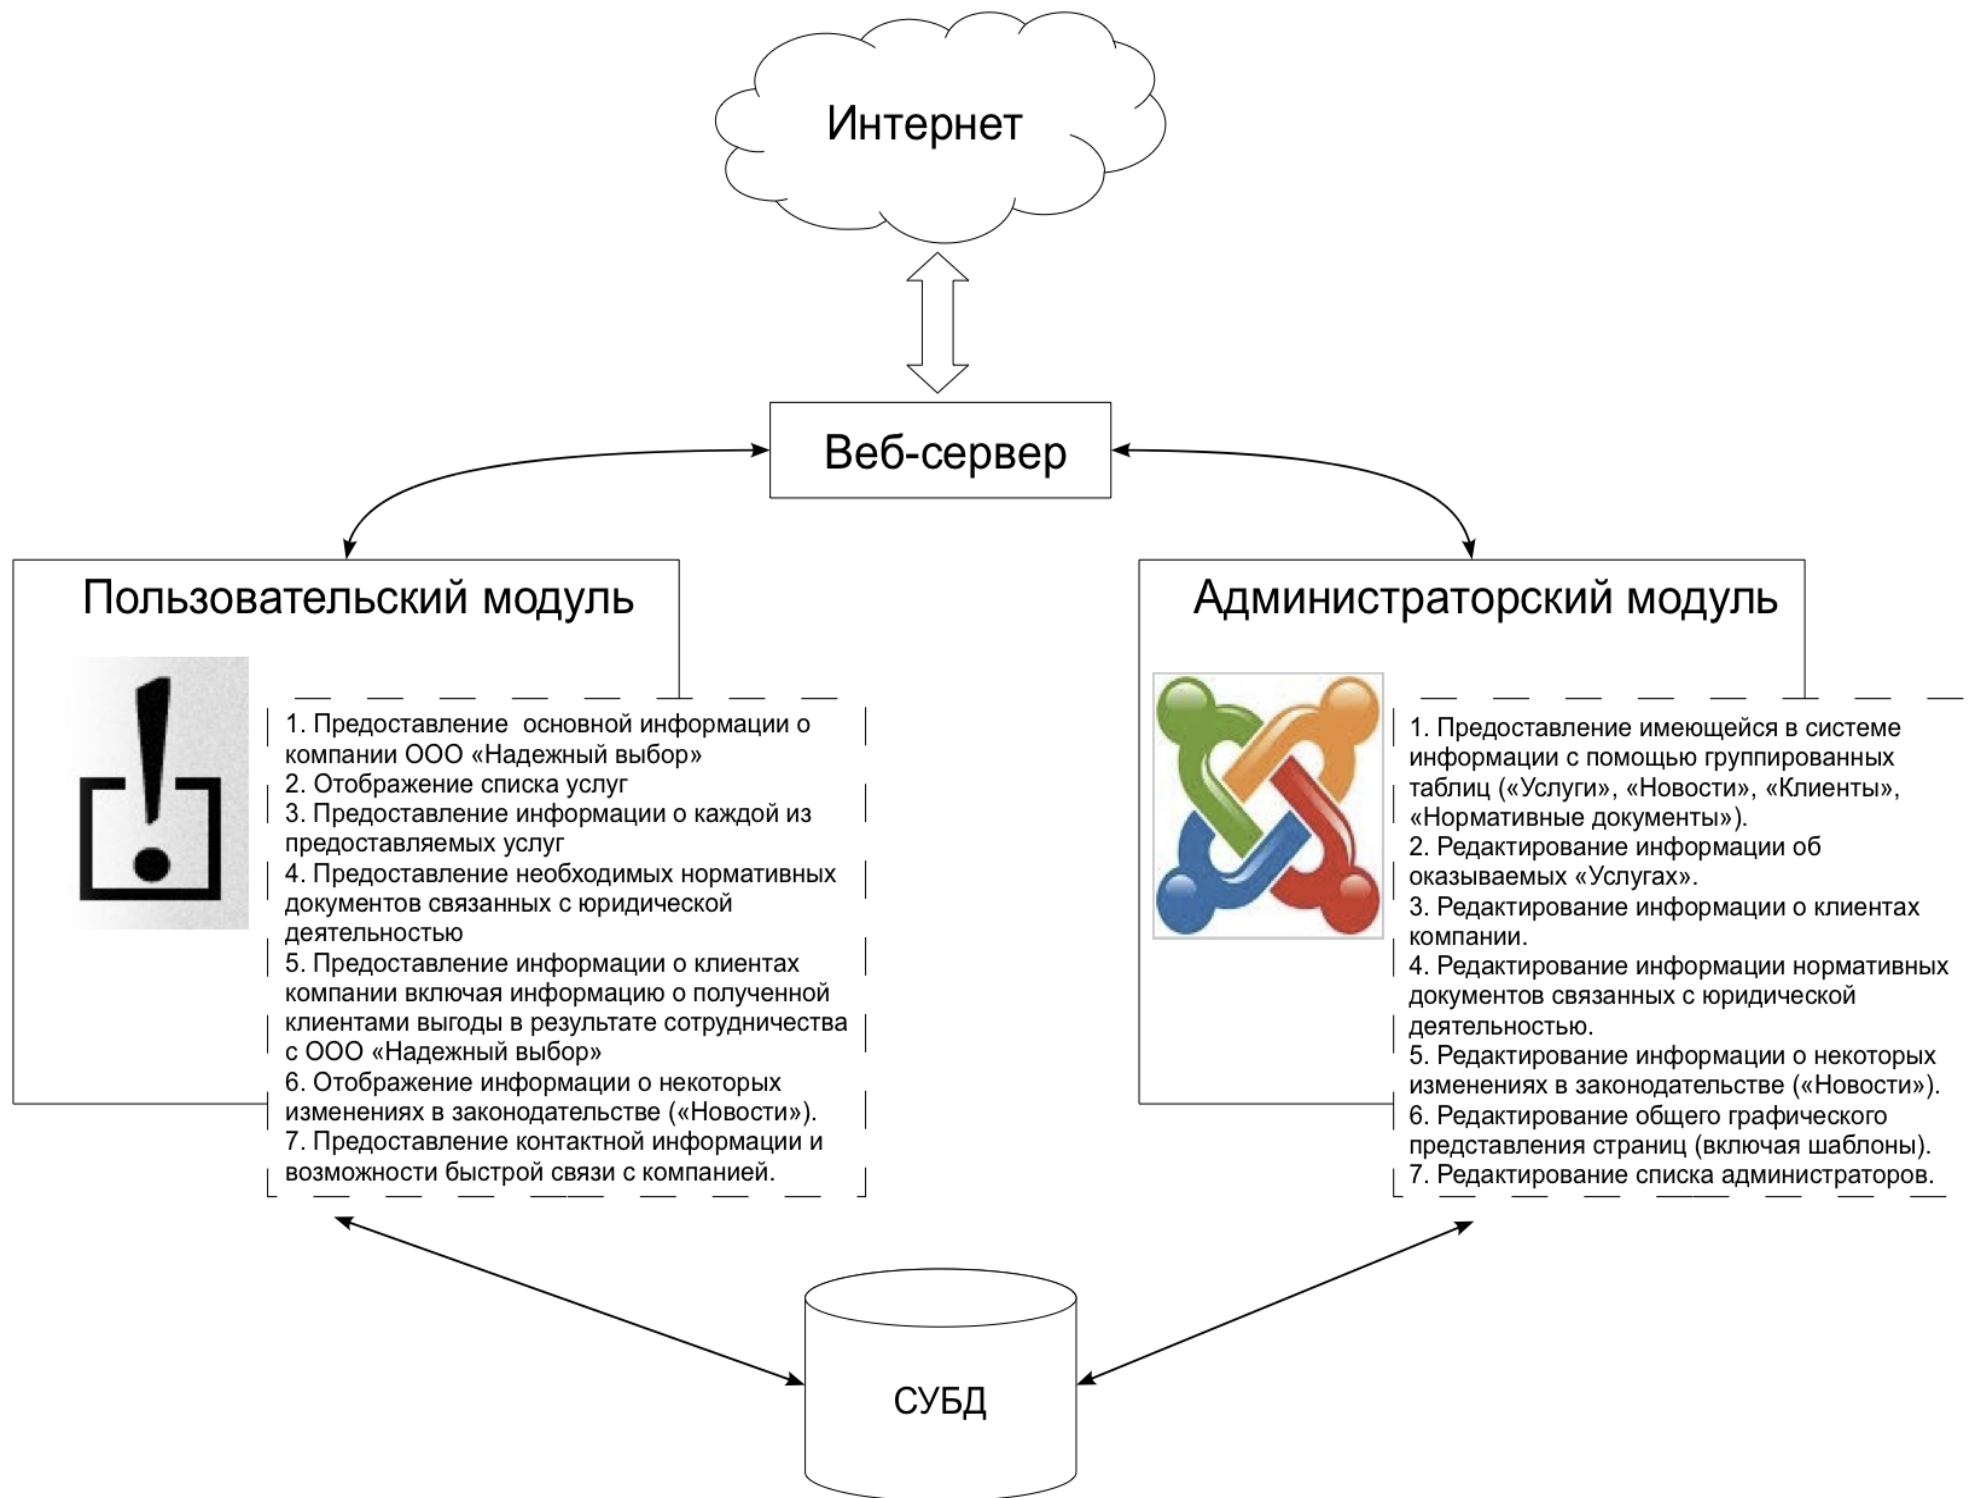 Интернет
Веб-сервер
Пользовательский модуль
1. Предоставление основной информации о
компании ООО «Надежный выбор»
2. Отображение списка услуг
3. Предоставление информации о каждой из
предоставляемых услуг
4. Предоставление необходимых нормативных
документов связанных с юридической
деятельностью
5. Предоставление информации о клиентах
компании включая информацию о полученной
клиентами выгоды в результате сотрудничества
с ООО «Надежный выбор»
6. Отображение информации о некоторых
изменениях в законодательстве («Новости»).
7. Предоставление контактной информации и
возможности быстрой связи с компанией.
Администраторский модуль
1. Предоставление имеющейся в системе
информации с помощью группированных
таблиц («Услуги», «Новости», «Клиенты»,
«Нормативные документы»).
2. Редактирование информации об
оказываемых «Услугах».
3. Редактирование информации о клиентах
компании.
4. Редактирование информации нормативных
документов связанных с юридической
деятельностью.
5. Редактирование информации о некоторых
изменениях в законодательстве («Новости»).
6. Редактирование общего графического
представления страниц (включая шаблоны).
7. Редактирование списка администраторов.
СУБД